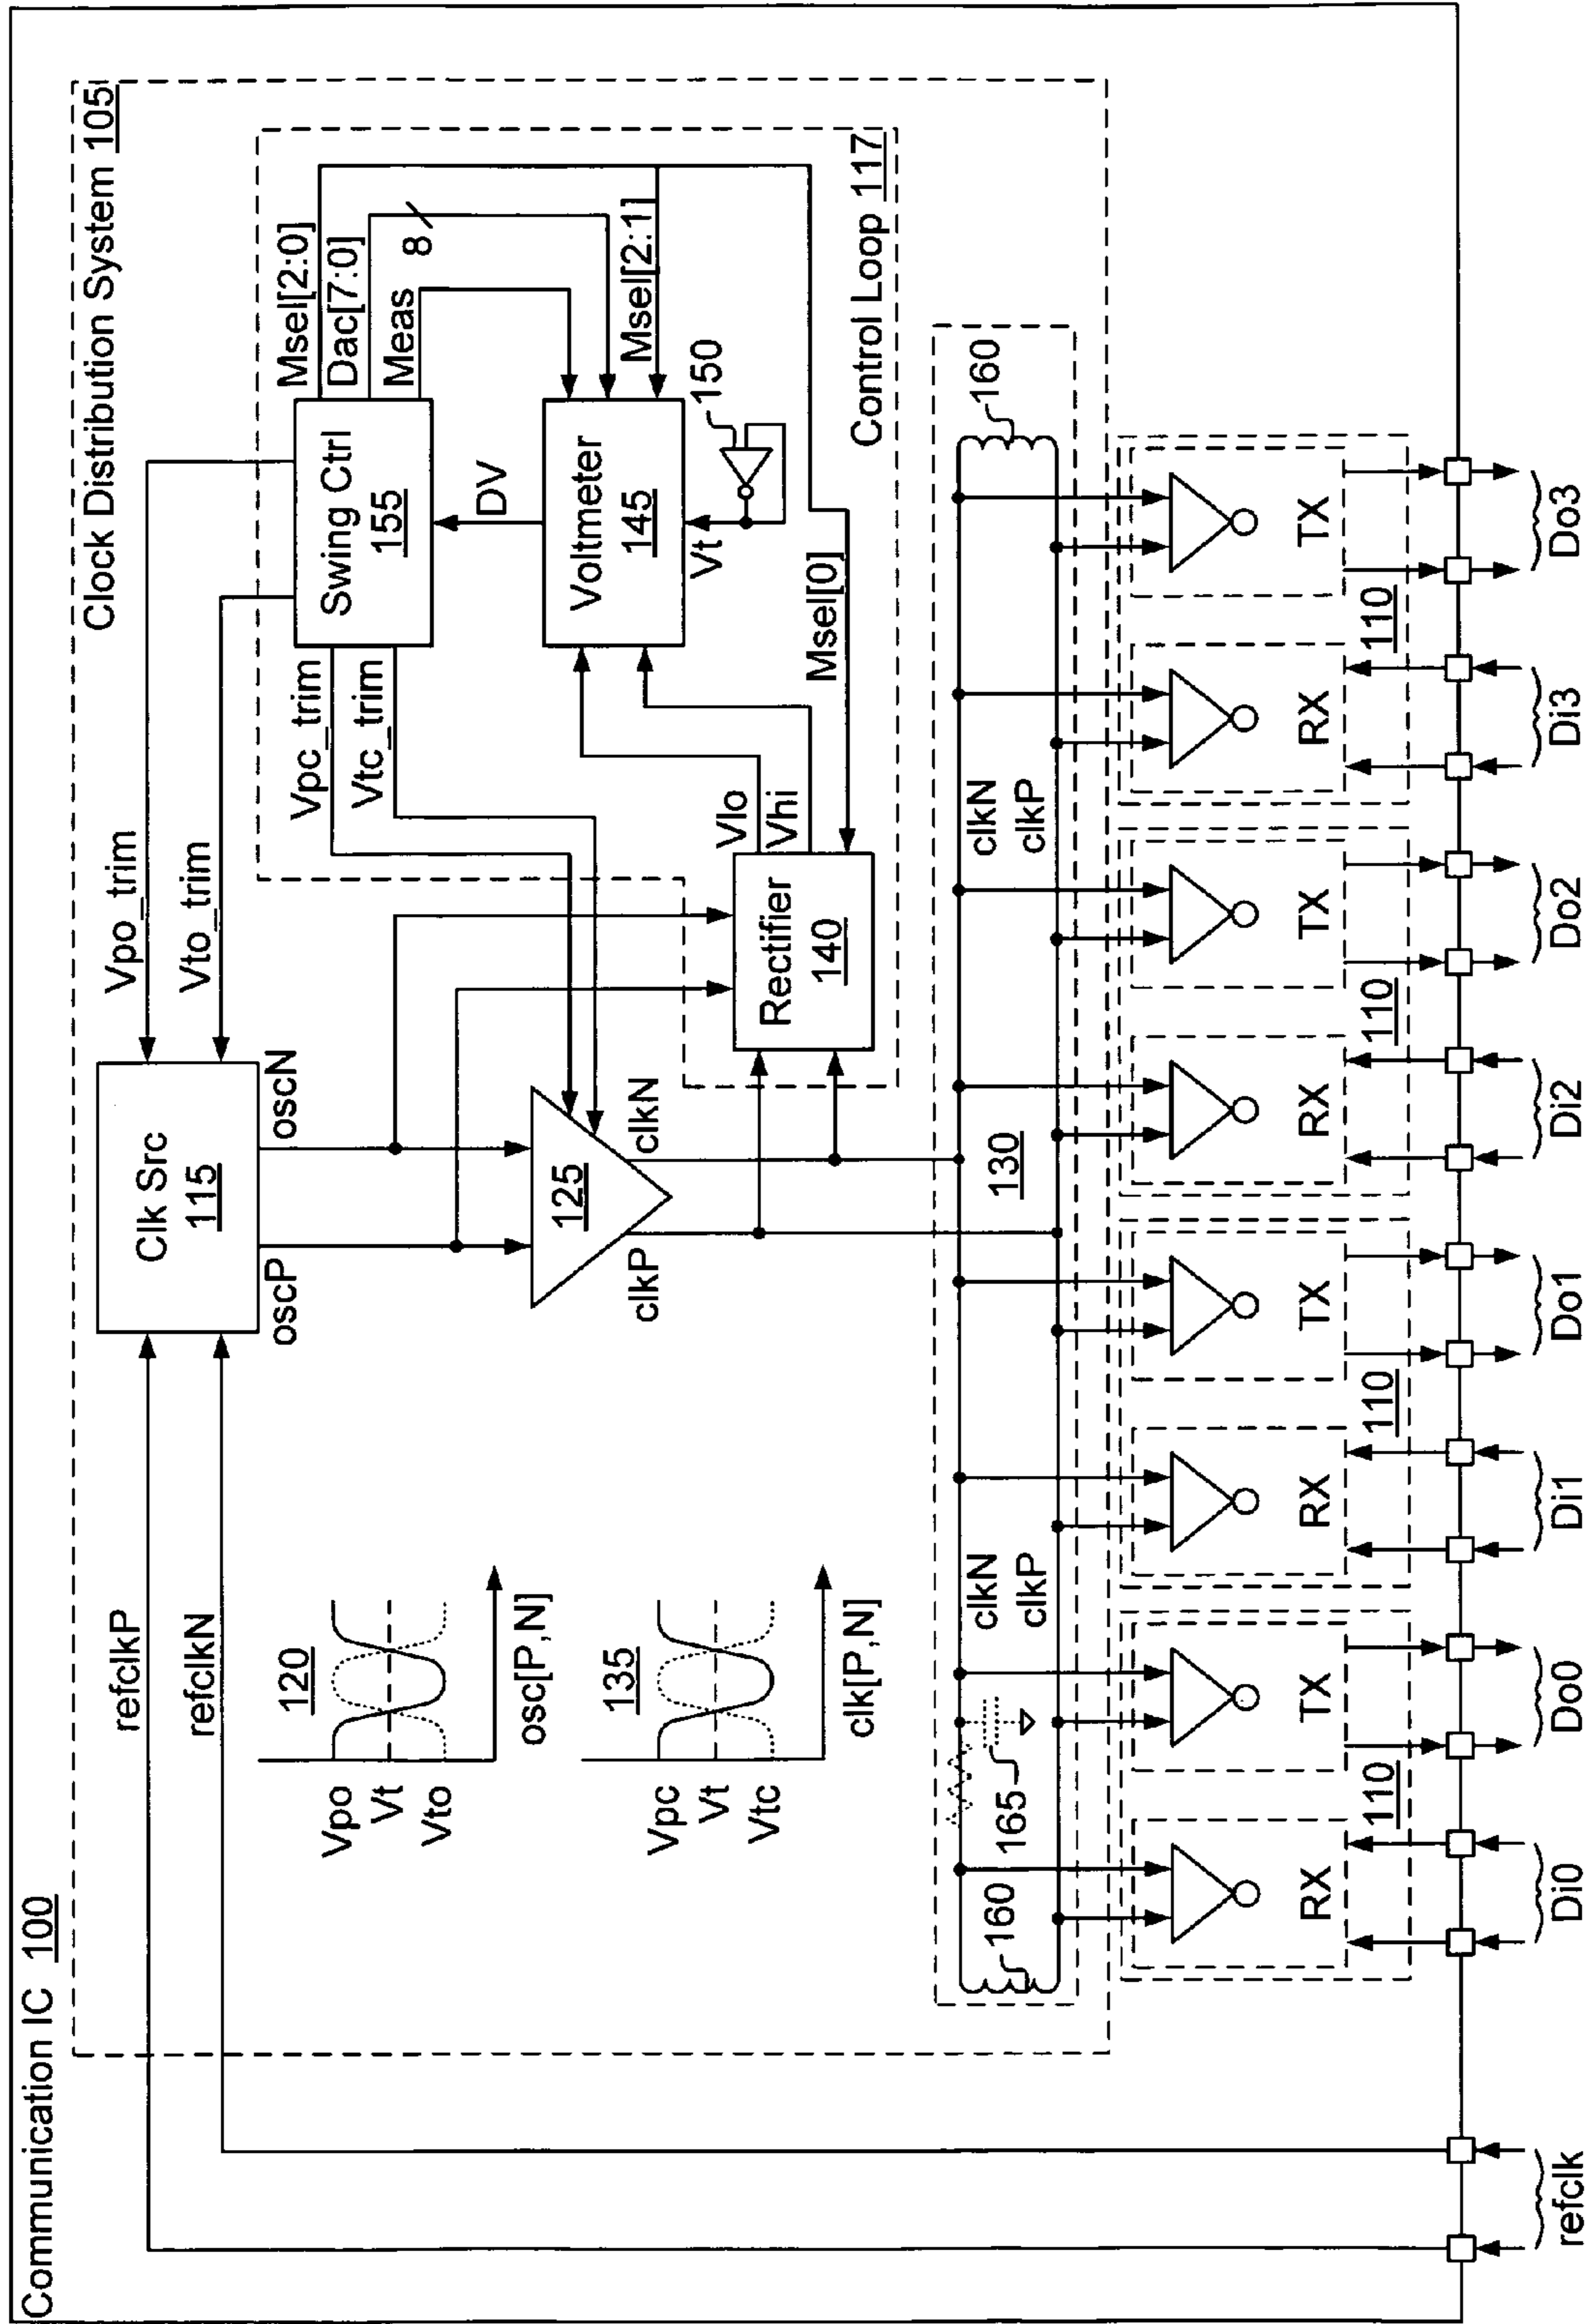 Communication IC 100
Clock Distribution System 105
refclkP
refclkN
Clk Src
115
Vpo_trim
Vto_trim
oscP
oscN
120
Vpo
Vt
Vto
osc[P,N]
135
Vpc
Vt
Vtc
clk[P,N]
125
clkP
clkN
Vpc_trim
Vtc_trim
Swing Ctrl
155
Msel[2:0]
Dac[7:0]
Meas
8
DV
Voltmeter
145
Msel[2:1]
Vt
150
Vlo
Vhi
Rectifier
140
Msel[0]
Control Loop 117
160
165
clkN
clkP
130
clkN
clkP
160
RX
TX
110
RX
TX
110
RX
TX
110
RX
TX
110
refclk
Di0
Do0
Di1
Do1
Di2
Do2
Di3
Do3